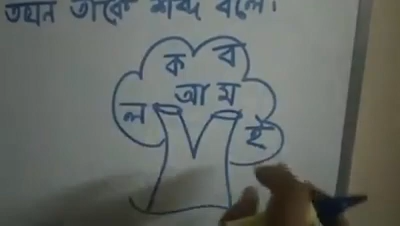 তখন তাকে শব্দ বলে।
ক ব
আ ম
ল
ই